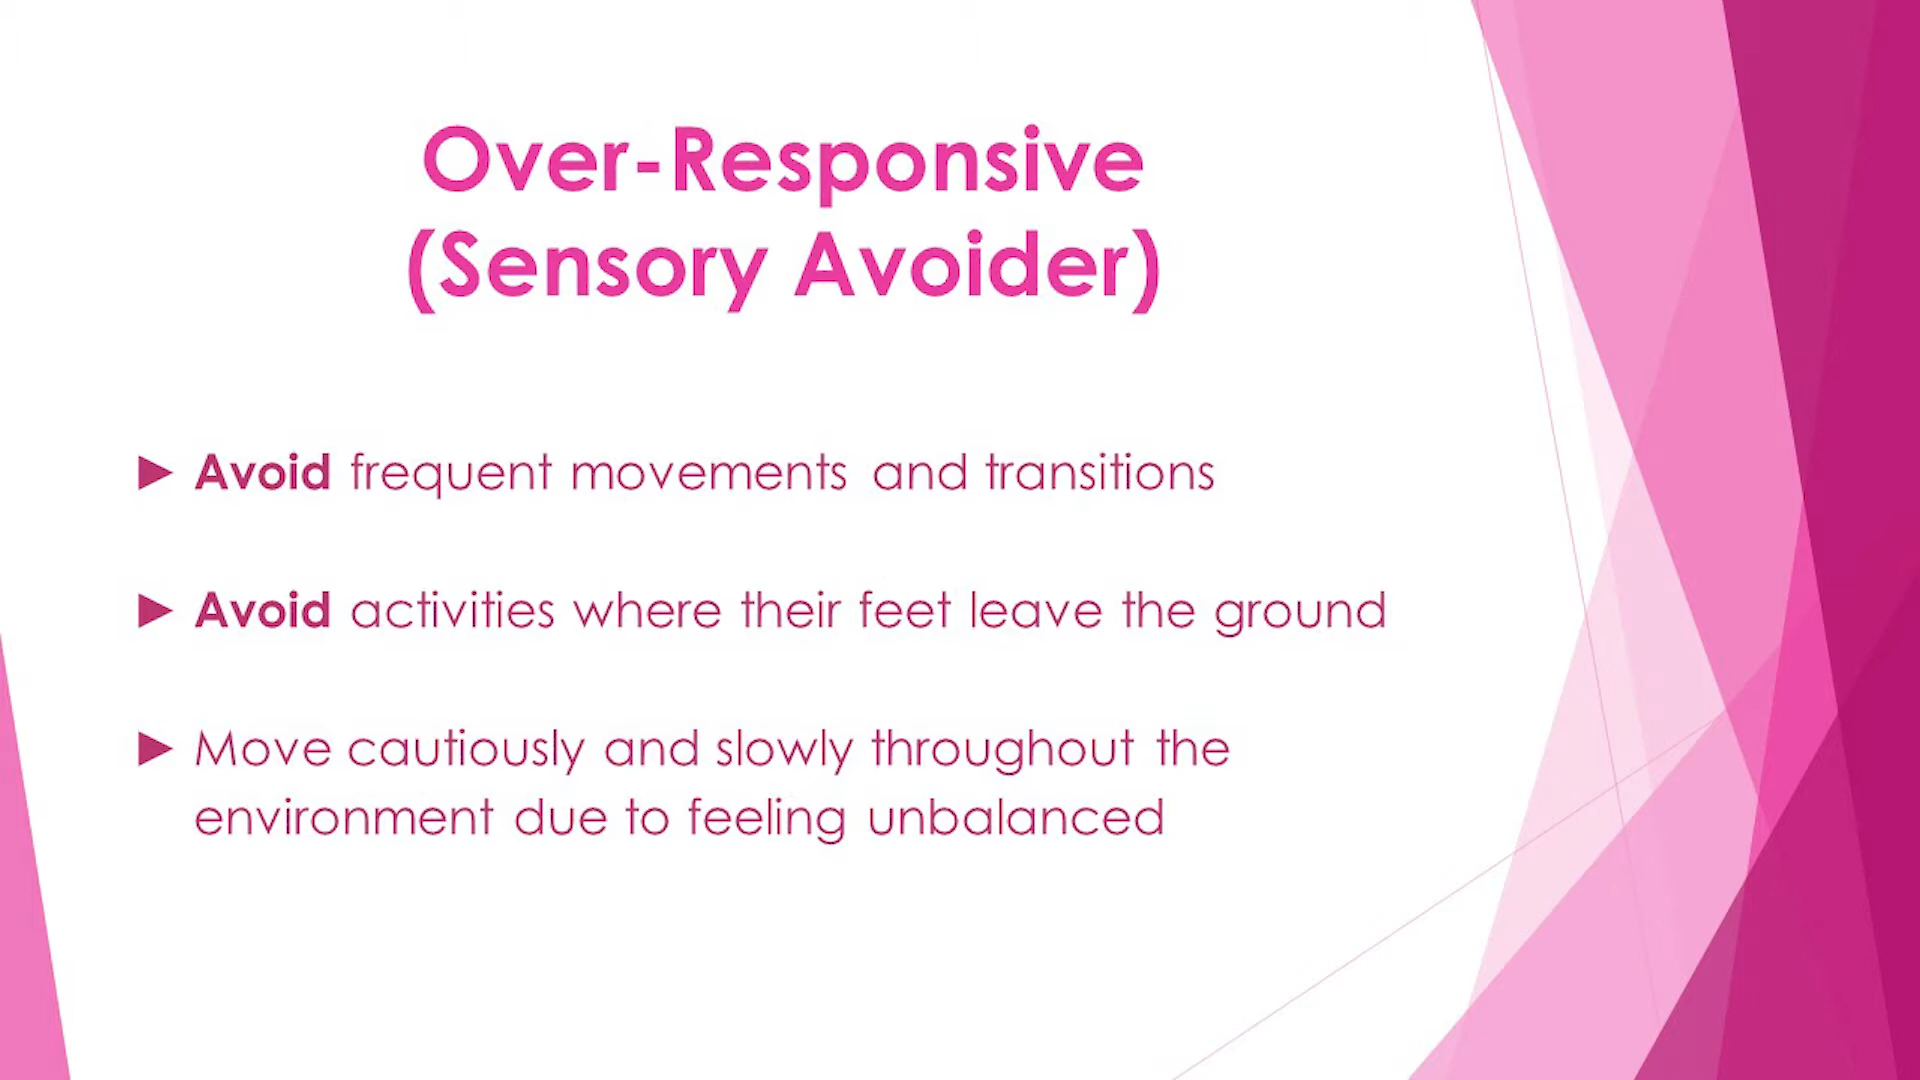 Over-Responsive
(Sensory Avoider)
► Avoid frequent movements and transitions
► Avoid activities where their feet leave the ground
► Move cautiously and slowly throughout the
environment due to feeling unbalanced